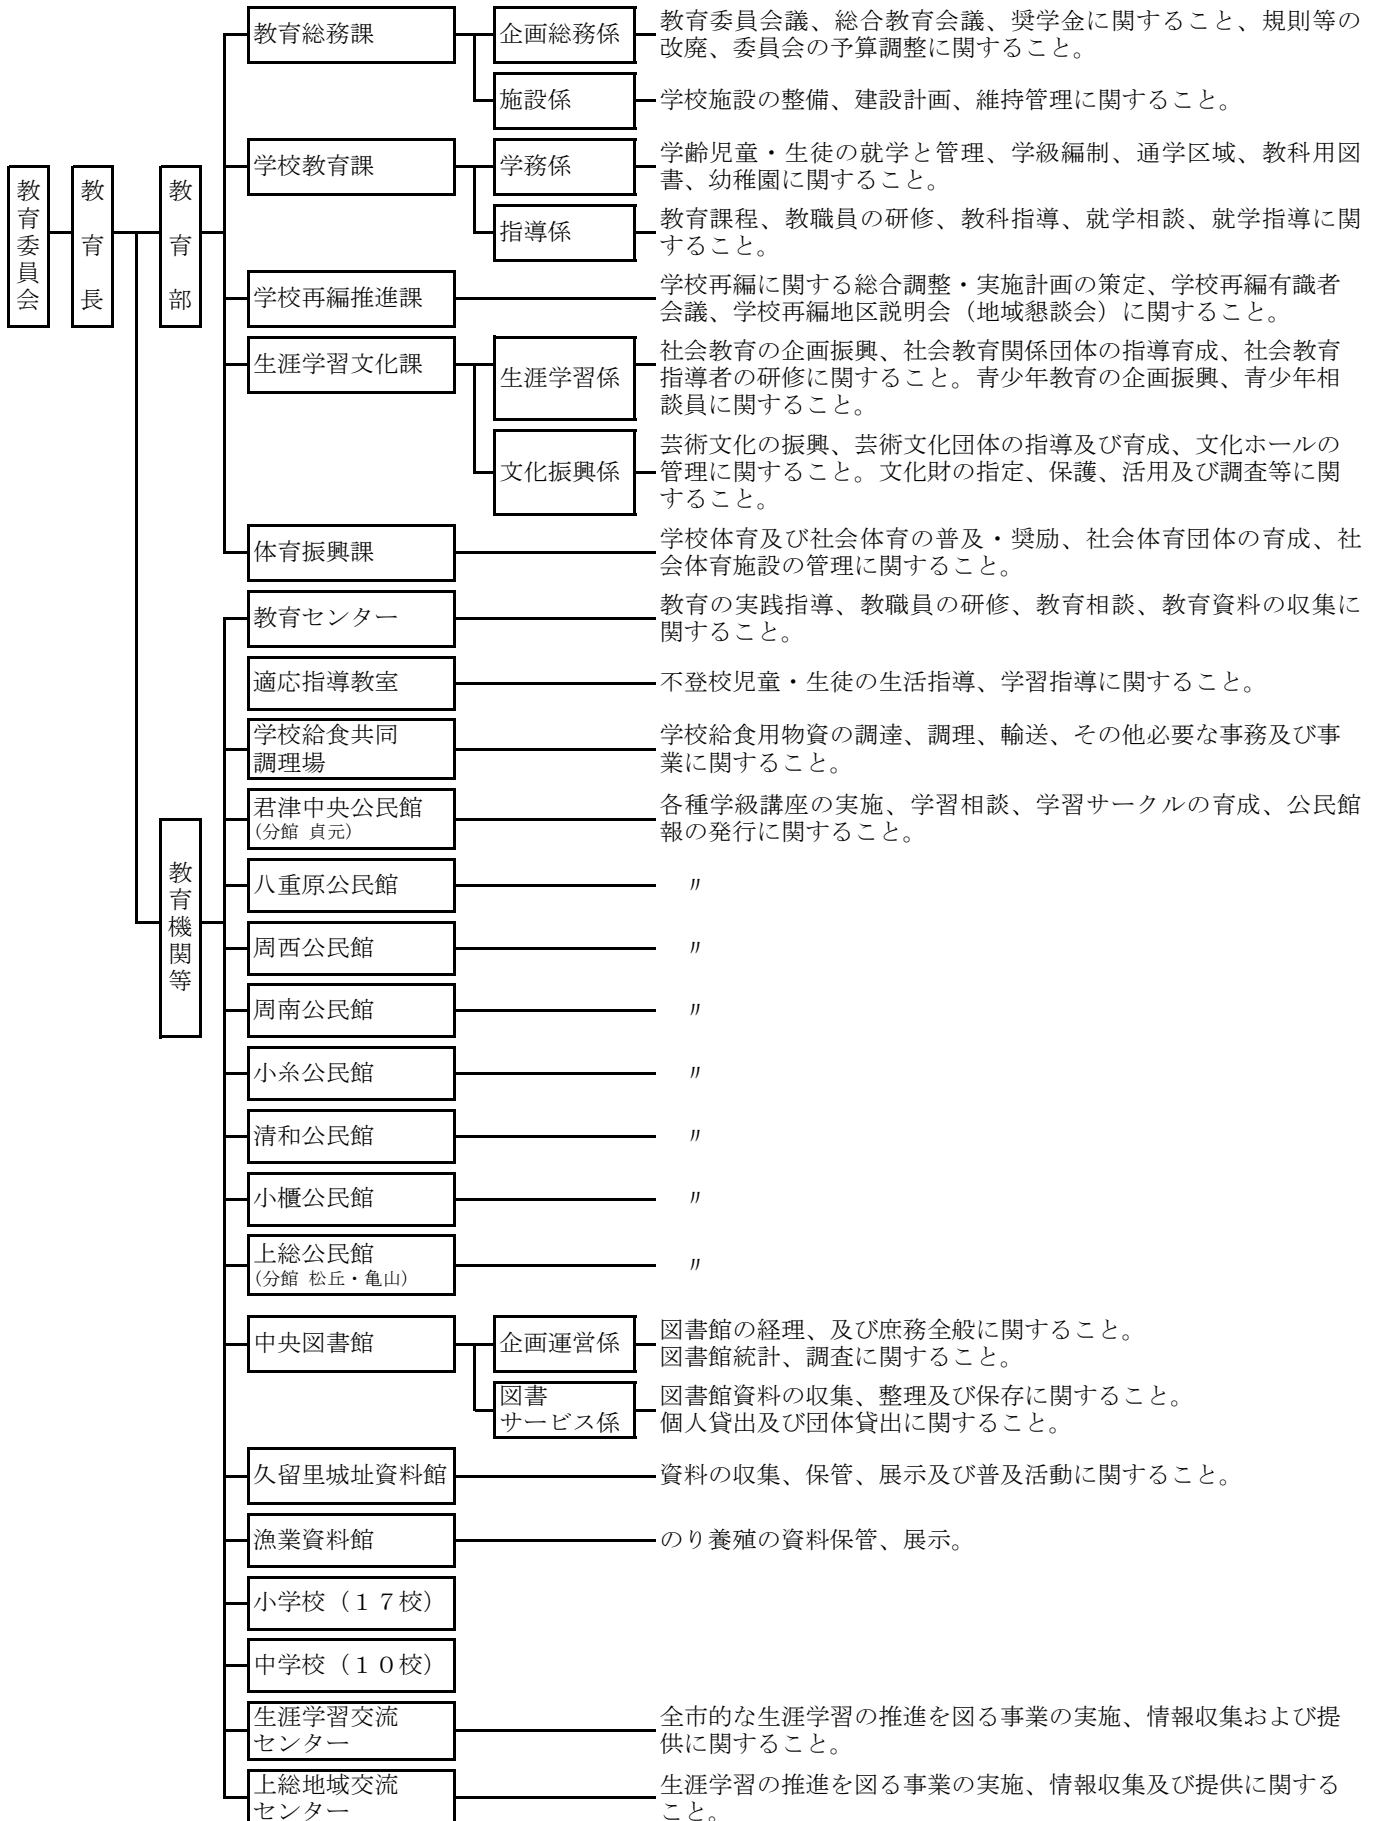 教育委員会
教育長
教育部
教育総務課
企画総務係
教育委員会議、総合教育会議、奨学金に関すること、規則等の
改廃、委員会の予算調整に関すること。
施設係
学校施設の整備、建設計画、維持管理に関すること。
学校教育課
学務係
学齢児童・生徒の就学と管理、学級編制、通学区域、教科用図
書、幼稚園に関すること。
指導係
教育課程、教職員の研修、教科指導、就学相談、就学指導に関
すること。
学校再編推進課
学校再編に関する総合調整・実施計画の策定、学校再編有識者
会議、学校再編地区説明会（地域懇談会）に関すること。
生涯学習文化課
生涯学習係
社会教育の企画振興、社会教育関係団体の指導育成、社会教育
指導者の研修に関すること。青少年教育の企画振興、青少年相
談員に関すること。
文化振興係
芸術文化の振興、芸術文化団体の指導及び育成、文化ホールの
管理に関すること。文化財の指定、保護、活用及び調査等に関
すること。
体育振興課
学校体育及び社会体育の普及・奨励、社会体育団体の育成、社
会体育施設の管理に関すること。
教育機関等
教育センター
教育の実践指導、教職員の研修、教育相談、教育資料の収集に
関すること。
適応指導教室
不登校児童・生徒の生活指導、学習指導に関すること。
学校給食共同
調理場
学校給食用物資の調達、調理、輸送、その他必要な事務及び事
業に関すること。
君津中央公民館
(分館 貞元)
各種学級講座の実施、学習相談、学習サークルの育成、公民館
報の発行に関すること。
八重原公民館
〃
周西公民館
〃
周南公民館
〃
小糸公民館
〃
清和公民館
〃
小櫃公民館
〃
上総公民館
(分館 松丘・亀山)
〃
中央図書館
企画運営係
図書館の経理、及び庶務全般に関すること。
図書館統計、調査に関すること。
図書
サービス係
図書館資料の収集、整理及び保存に関すること。
個人貸出及び団体貸出に関すること。
久留里城址資料館
資料の収集、保管、展示及び普及活動に関すること。
漁業資料館
のり養殖の資料保管、展示。
小学校（１７校）
中学校（１０校）
生涯学習交流
センター
全市的な生涯学習の推進を図る事業の実施、情報収集および提
供に関すること。
上総地域交流
センター
生涯学習の推進を図る事業の実施、情報収集及び提供に関する
こと。